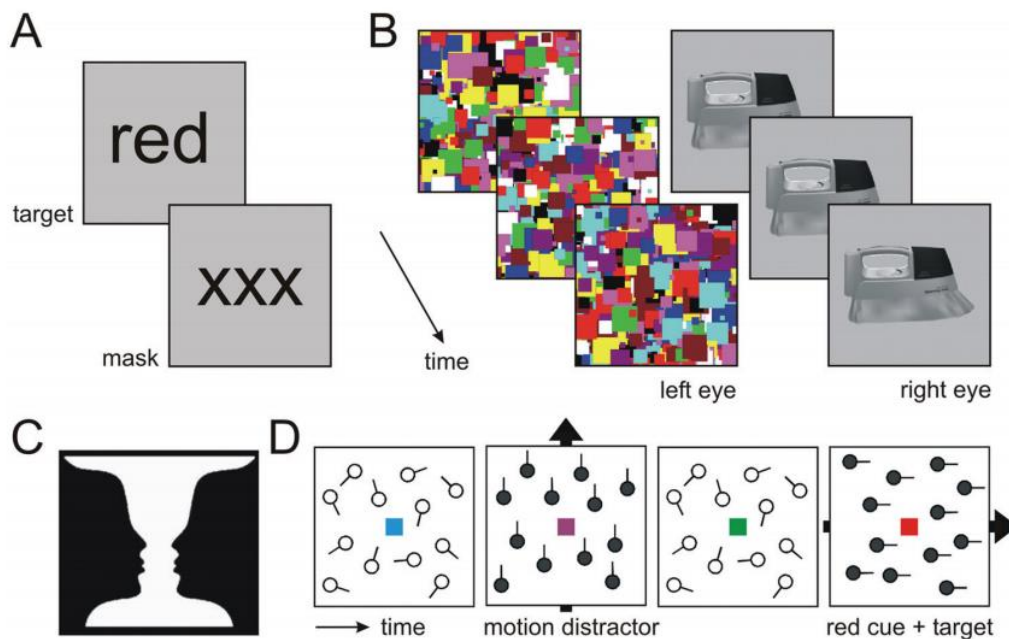 A
red
target
xxx
mask
B
time
left eye
right eye
C
D
time
motion distractor
red cue + target